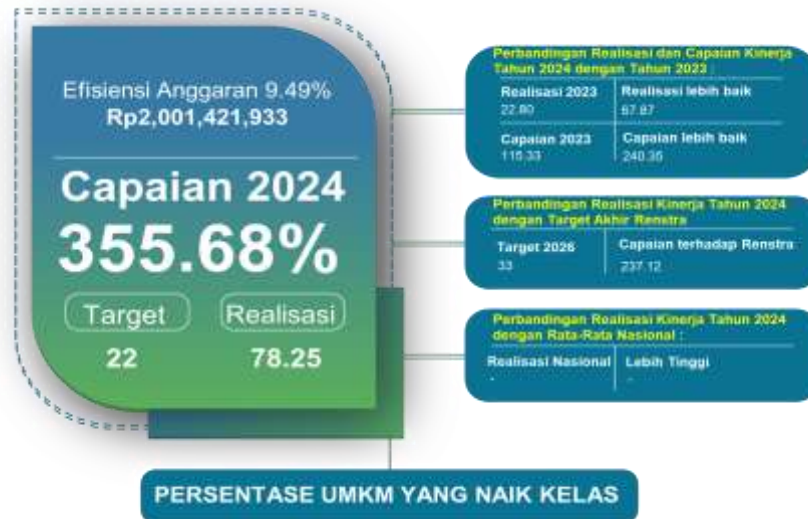 Efisiensi Anggaran 9.49%
Rp2,001,421,933
Capaian 2024
355.68%
Target
Realisasi
22
78.25
Perbandingan Realisasi dan Capaian Kinerja
Tahun 2024 dengan Tahun 2023 :
Realisasi 2023
Realisasi lebih baik
22.80
67.87
Capaian 2023
Capaian lebih baik
115.33
240.35
Perbandingan Realisasi Kinerja Tahun 2024
dengan Target Akhir Renstra
Target 2026
Capaian terhadap Renstra
33
237.12
Perbandingan Realisasi Kinerja Tahun 2024
dengan Rata-Rata Nasional :
Realisasi Nasional
Lebih Tinggi
-
-
PERSENTASE UMKM YANG NAIK KELAS